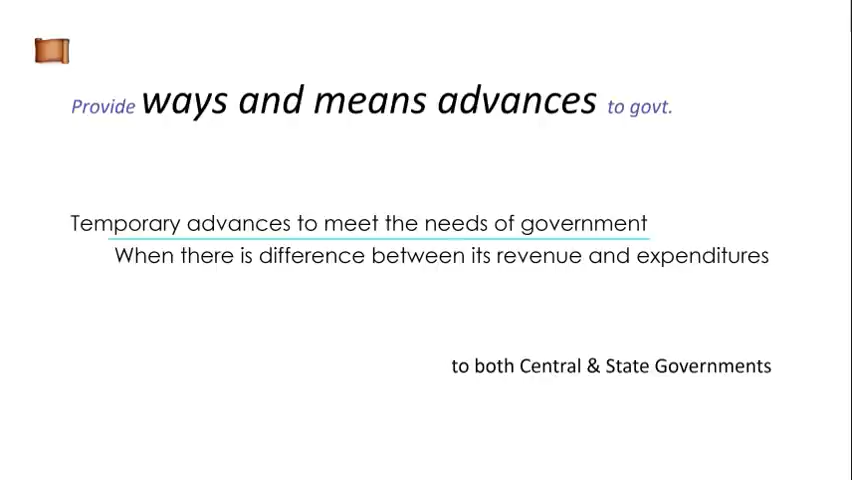 Provide ways and means advances to govt.
Temporary advances to meet the needs of government
When there is difference between its revenue and expenditures
to both Central & State Governments